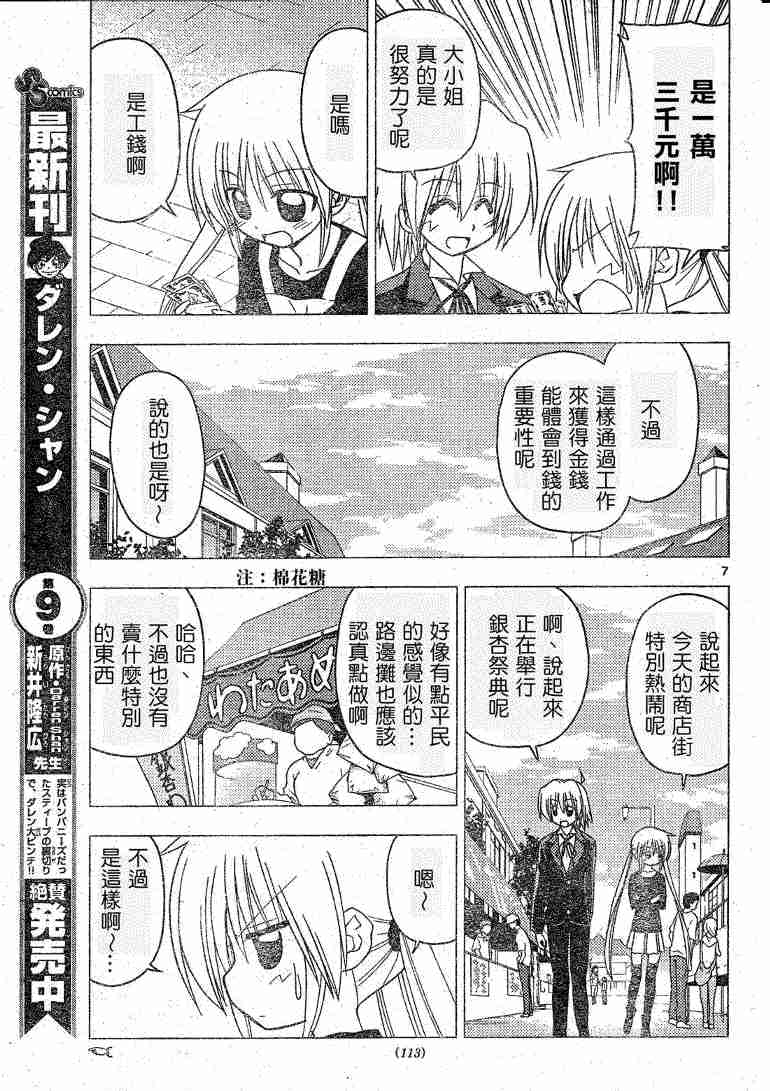 是一萬
三千元啊!!
大小姐
真的是
很努力了呢
是嗎
是工錢啊
不過
這樣通過工作
來獲得金錢
能體會到錢的
重要性呢
說的也是呀～
7
注：棉花糖
說起來
今天的商店街
特別熱鬧呢
啊、說起來
正在舉行
銀杏祭典呢
好像有點平民
的感覺似的…
路邊攤也應該
認真點做啊
哈哈、
不過也沒有
賣什麼特別
的東西
わたあめ
銀杏
嗯～
不過
是這樣啊～
(113)
comics
最新刊
ダレン・シャン
第9巻
原作・Darren Shan
新井隆広先生
実はバンパニーズだっ
たスティーブの裏切り
で、ダレン大ピンチ!!
絶賛
発売中